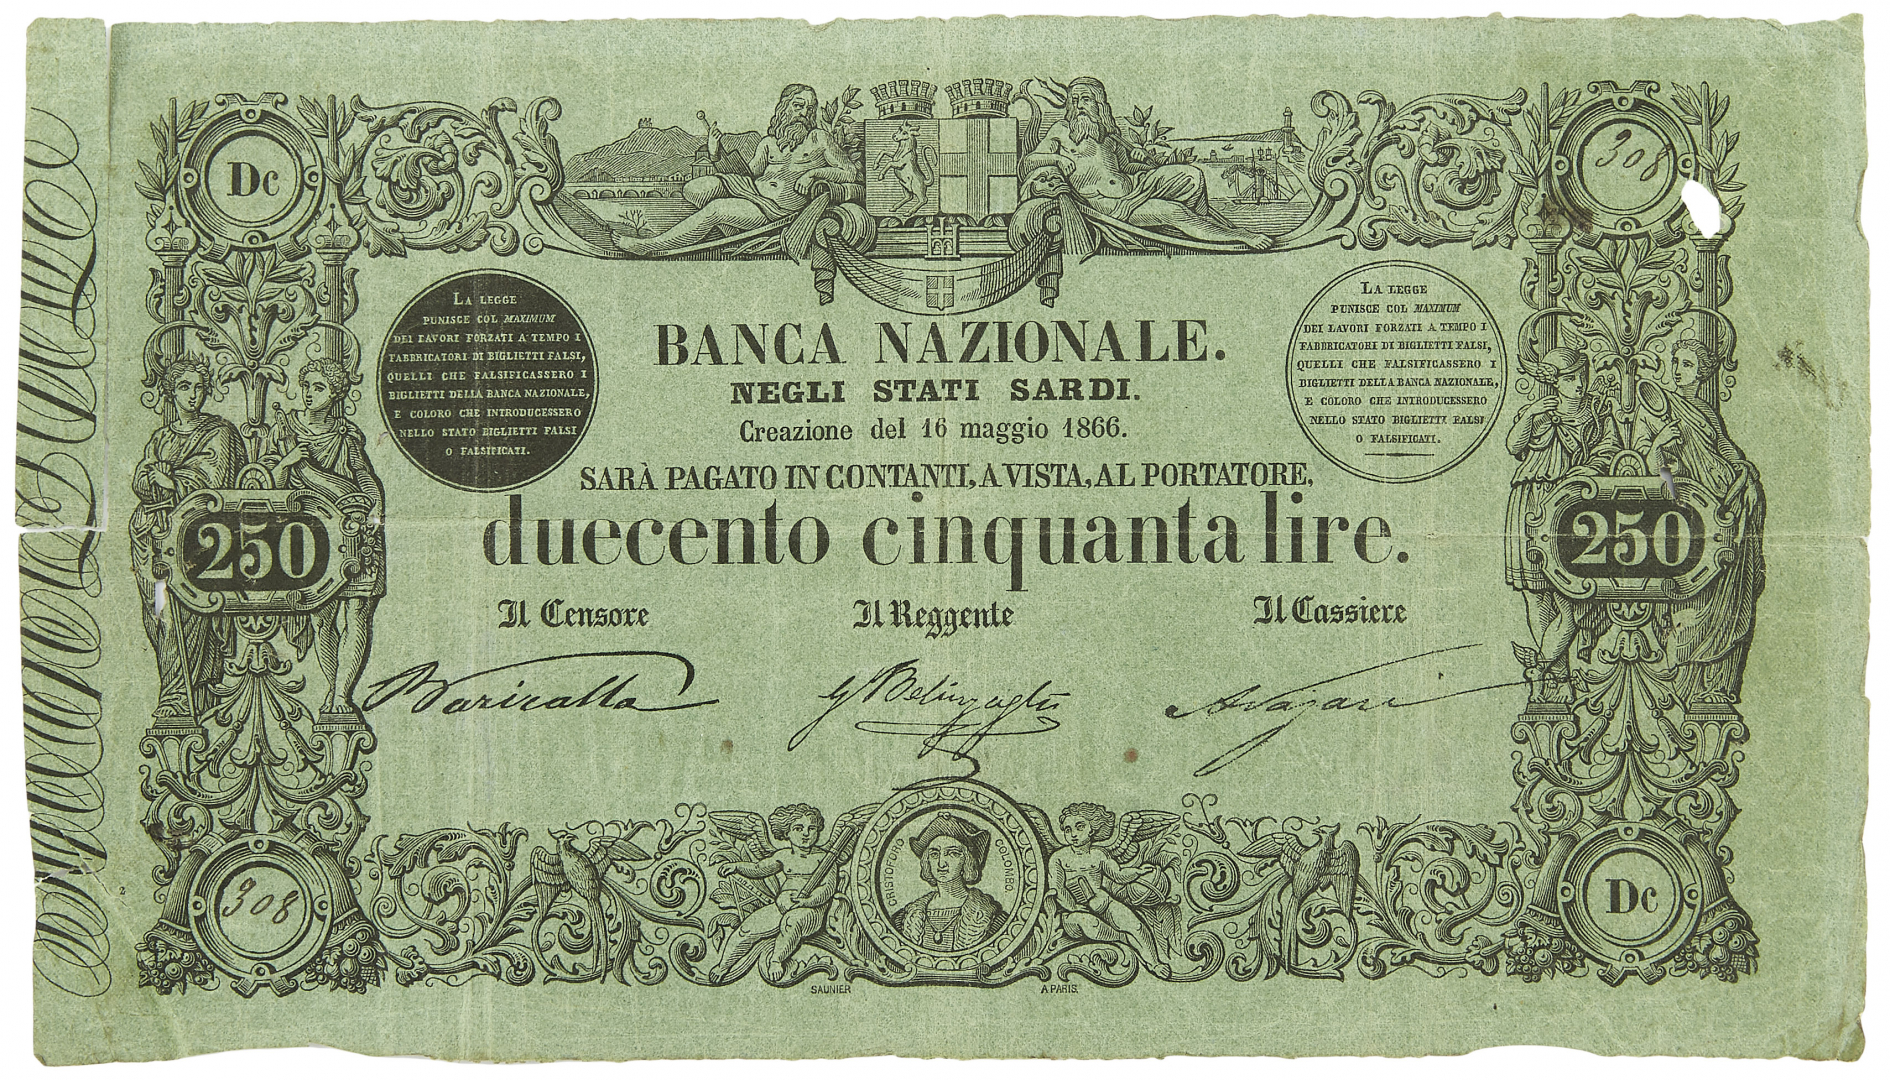 Dc
308
LA LEGGE
PUNISCE COL MAXIMUM
DEI LAVORI FORZATI A TEMPO I
FABBRICATORI DI BIGLIETTI FALSI,
QUELLI CHE FALSIFICASSERO I
BIGLIETTI DELLA BANCA NAZIONALE,
E COLORO CHE INTRODUCESSERO
NELLO STATO BIGLIETTI FALSI
O FALSIFICATI.
LA LEGGE
PUNISCE COL MAXIMUM
DEI LAVORI FORZATI A TEMPO I
FABBRICATORI DI BIGLIETTI FALSI,
QUELLI CHE FALSIFICASSERO I
BIGLIETTI DELLA BANCA NAZIONALE,
E COLORO CHE INTRODUCESSERO
NELLO STATO BIGLIETTI FALSI
O FALSIFICATI.
BANCA NAZIONALE.
NEGLI STATI SARDI.
Creazione del 16 maggio 1866.
SARÀ PAGATO IN CONTANTI, A VISTA, AL PORTATORE,
duecento cinquanta lire.
250
250
Il Censore Il Reggente Il Cassiere
CRISTOFORO COLOMBO
308
Dc
2
SAUNIER A PARIS.